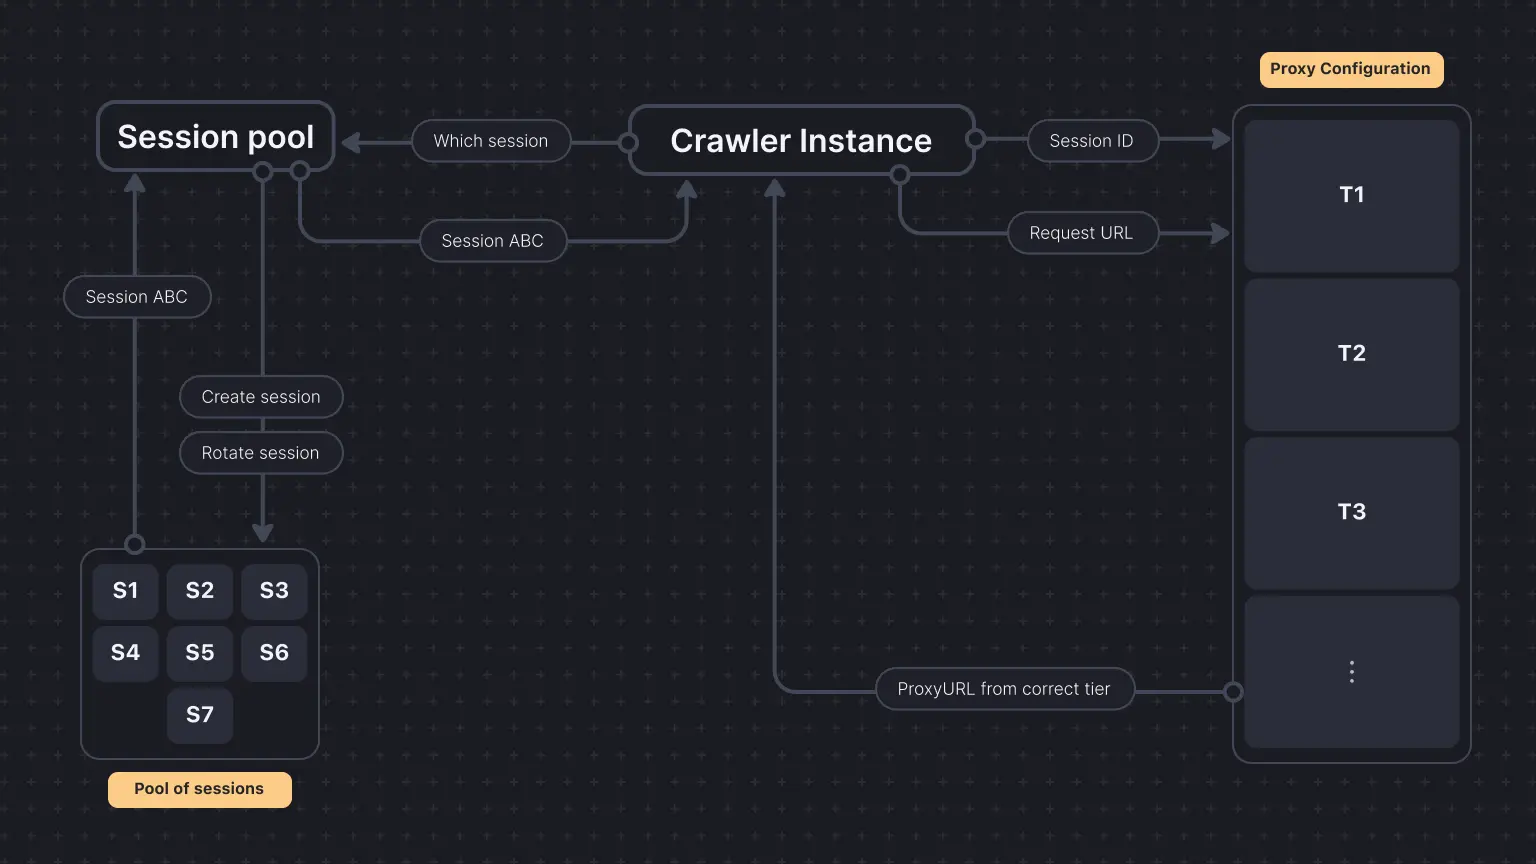 Proxy Configuration
Session pool
Which session
Crawler Instance
Session ID
T1
Session ABC
Request URL
Session ABC
T2
Create session
Rotate session
T3
S1 S2 S3
S4 S5 S6
S7
ProxyURL from correct tier
⋮
Pool of sessions